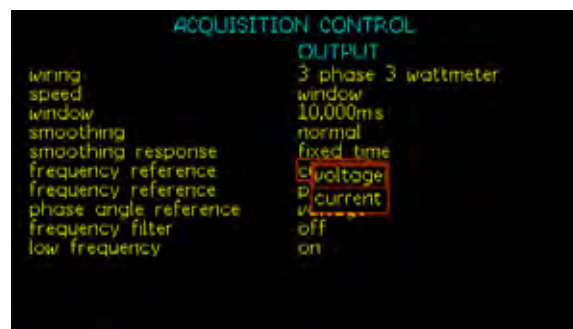 ACQUISITION CONTROL
OUTPUT
wiring 3 phase 3 wattmeter
speed window
window 10.000ms
smoothing normal
smoothing response fixed time
frequency reference voltage
frequency reference current
phase angle reference
frequency filter off
low frequency on